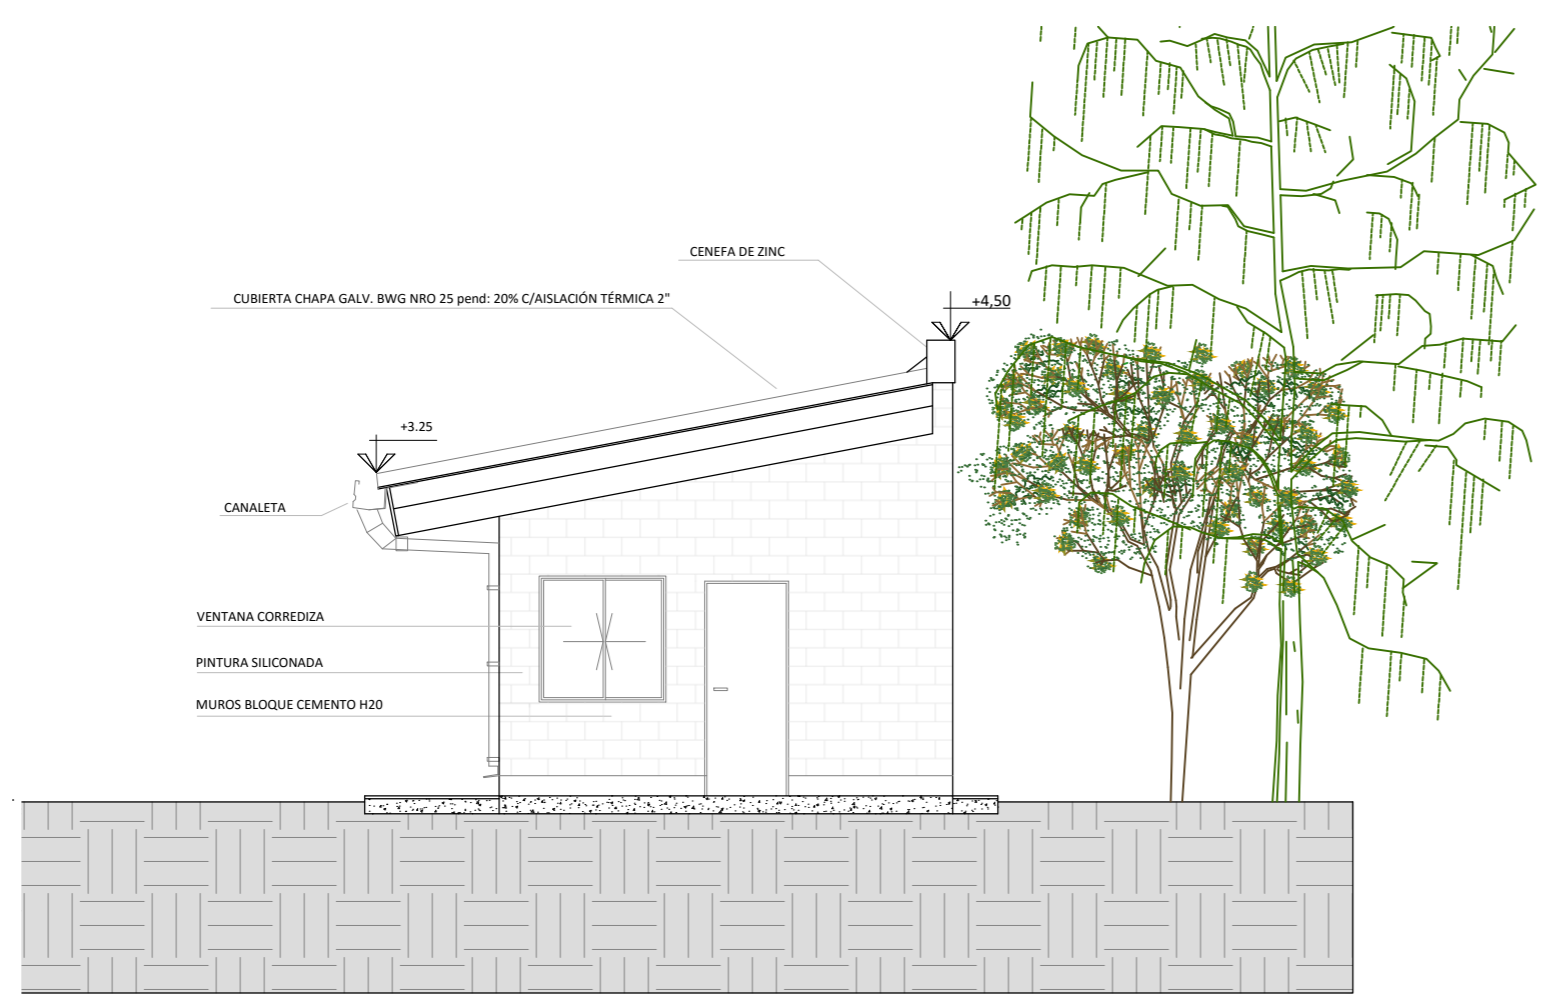 CENEFA DE ZINC
CUBIERTA CHAPA GALV. BWG NRO 25 pend: 20% C/AISLACIÓN TÉRMICA 2"
+4,50
+3.25
CANALETA
VENTANA CORREDIZA
PINTURA SILICONADA
MUROS BLOQUE CEMENTO H20